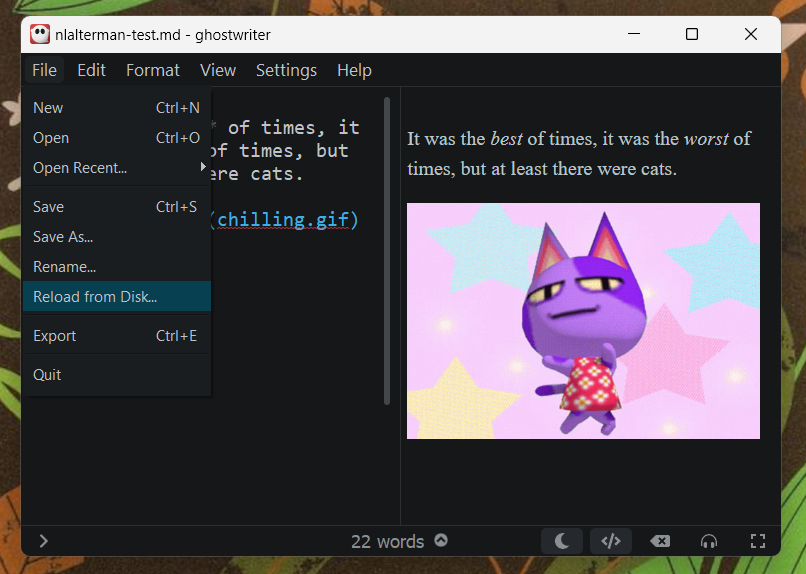 nlalterman-test.md - ghostwriter
File Edit Format View Settings Help
New Ctrl+N
Open Ctrl+O
Open Recent...
Save Ctrl+S
Save As...
Rename...
Reload from Disk...
Export Ctrl+E
Quit
* of times, it
of times, but
ere cats.
(chilling.gif)
It was the best of times, it was the worst of
times, but at least there were cats.
22 words